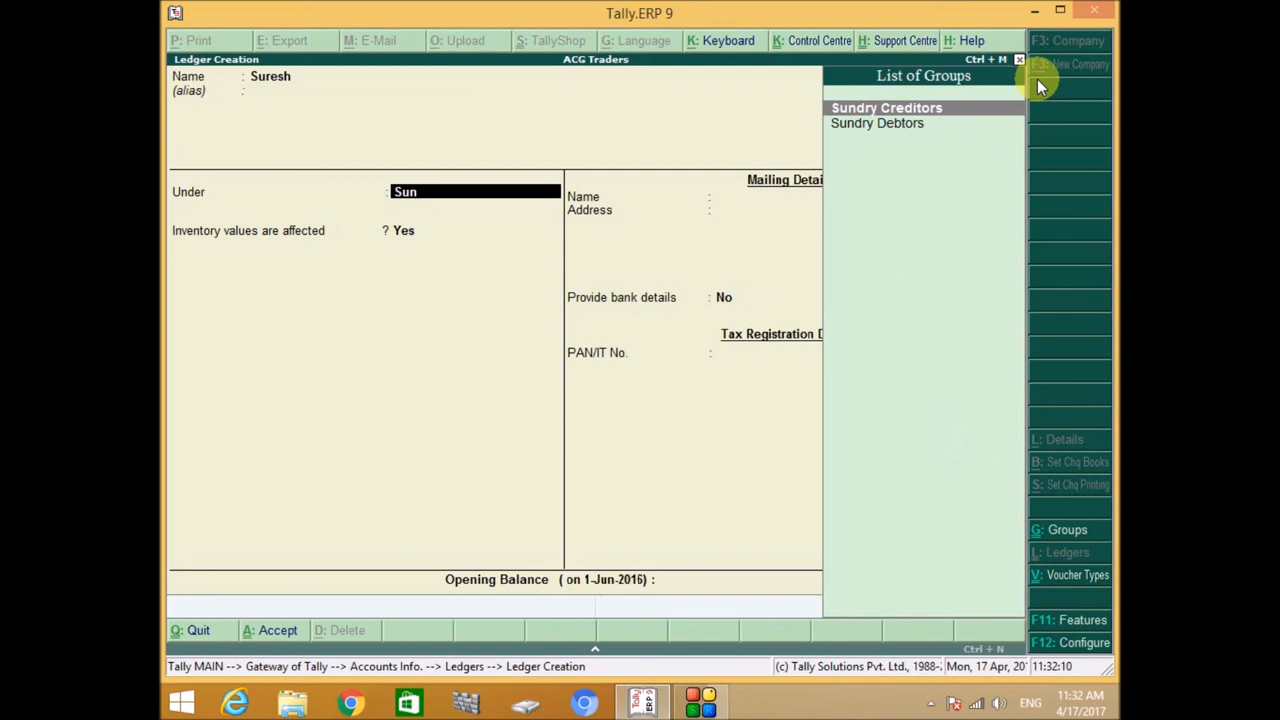 Tally.ERP 9
P: Print E: Export M: E-Mail O: Upload S: TallyShop G: Language K: Keyboard K: Control Centre H: Support Centre H: Help F3: Company
Ledger Creation ACG Traders Ctrl + M
F3: New Company
Name : Suresh
(alias) :
List of Groups
Sundry Creditors
Sundry Debtors
Under : Sun
Inventory values are affected ? Yes
Mailing Detai
Name :
Address :
Provide bank details : No
Tax Registration D
PAN/IT No. :
L: Details
B: Set Chq Books
S: Set Chq Printing
G: Groups
L: Ledgers
V: Voucher Types
F11: Features
F12: Configure
Opening Balance ( on 1-Jun-2016) :
Q: Quit A: Accept D: Delete
Ctrl + N
Tally MAIN --> Gateway of Tally --> Accounts Info. --> Ledgers --> Ledger Creation (c) Tally Solutions Pvt. Ltd., 1988-2 Mon, 17 Apr, 20 11:32:10
ENG
11:32 AM
4/17/2017